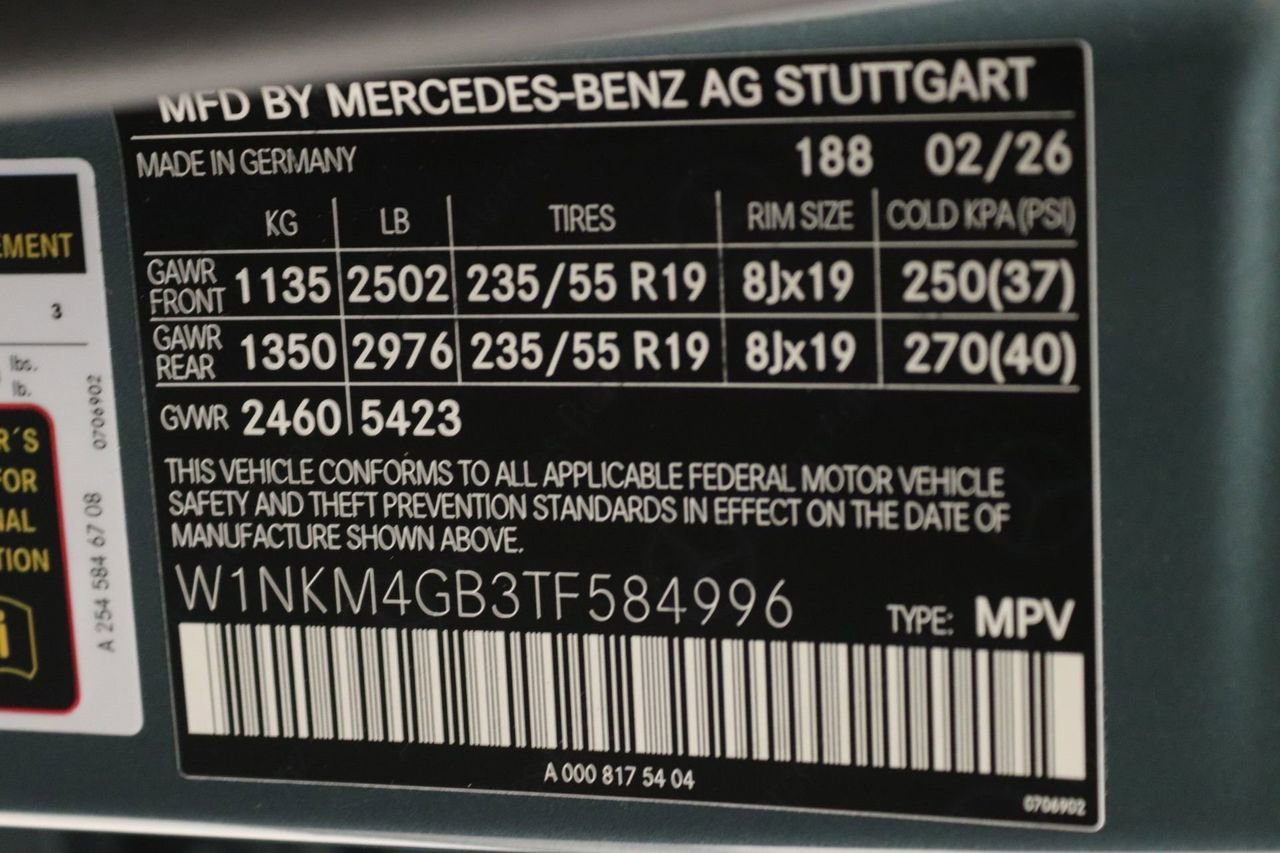 MFD BY MERCEDES-BENZ AG STUTTGART
MADE IN GERMANY 188 02/26
KG LB TIRES RIM SIZE COLD KPA (PSI)
GAWR FRONT 1135 2502 235/55 R19 8Jx19 250(37)
GAWR REAR 1350 2976 235/55 R19 8Jx19 270(40)
GVWR 2460 5423
THIS VEHICLE CONFORMS TO ALL APPLICABLE FEDERAL MOTOR VEHICLE
SAFETY AND THEFT PREVENTION STANDARDS IN EFFECT ON THE DATE OF
MANUFACTURE SHOWN ABOVE.
W1NKM4GB3TF584996 TYPE: MPV
A 000 817 54 04
0706902
EMENT
3
lbs.
lb.
R´S
FOR
NAL
TION
i
0706902
A 254 584 67 08